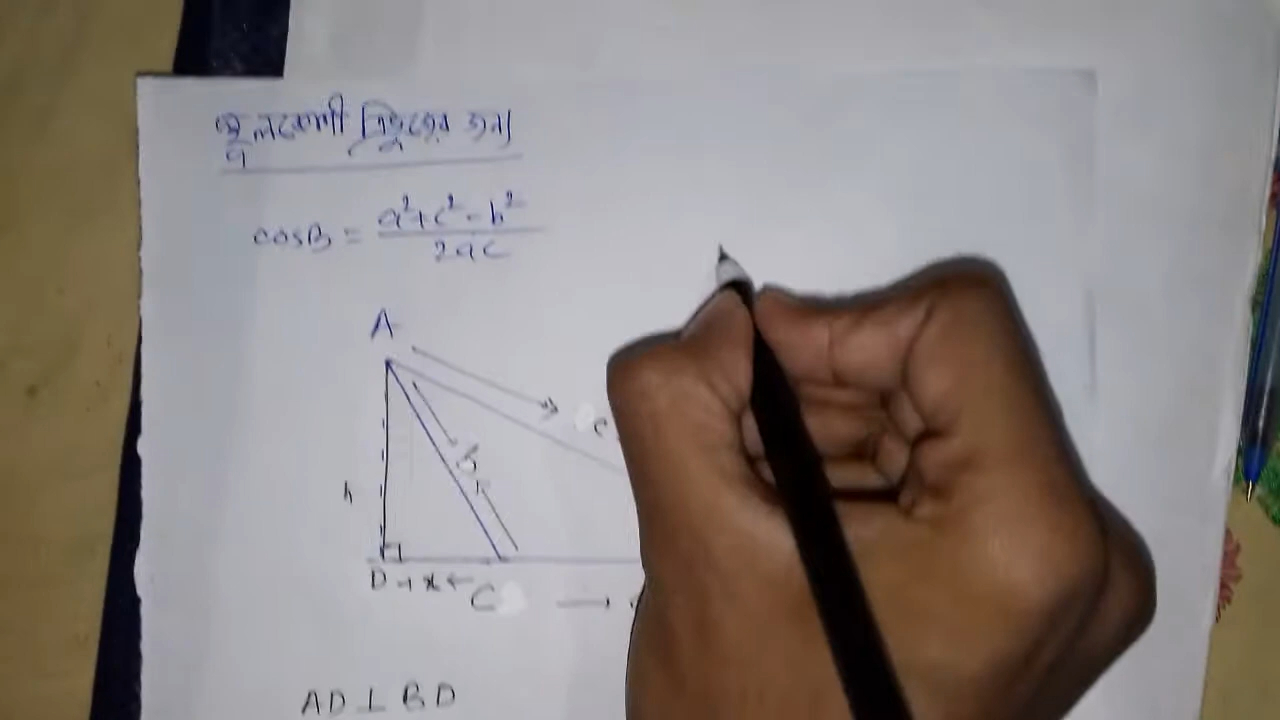 স্থূলকোণী ত্রিভুজের জন্য
cosB = a²+c²-b² / 2ac
A
c
b
h
D x C
AD⊥BD